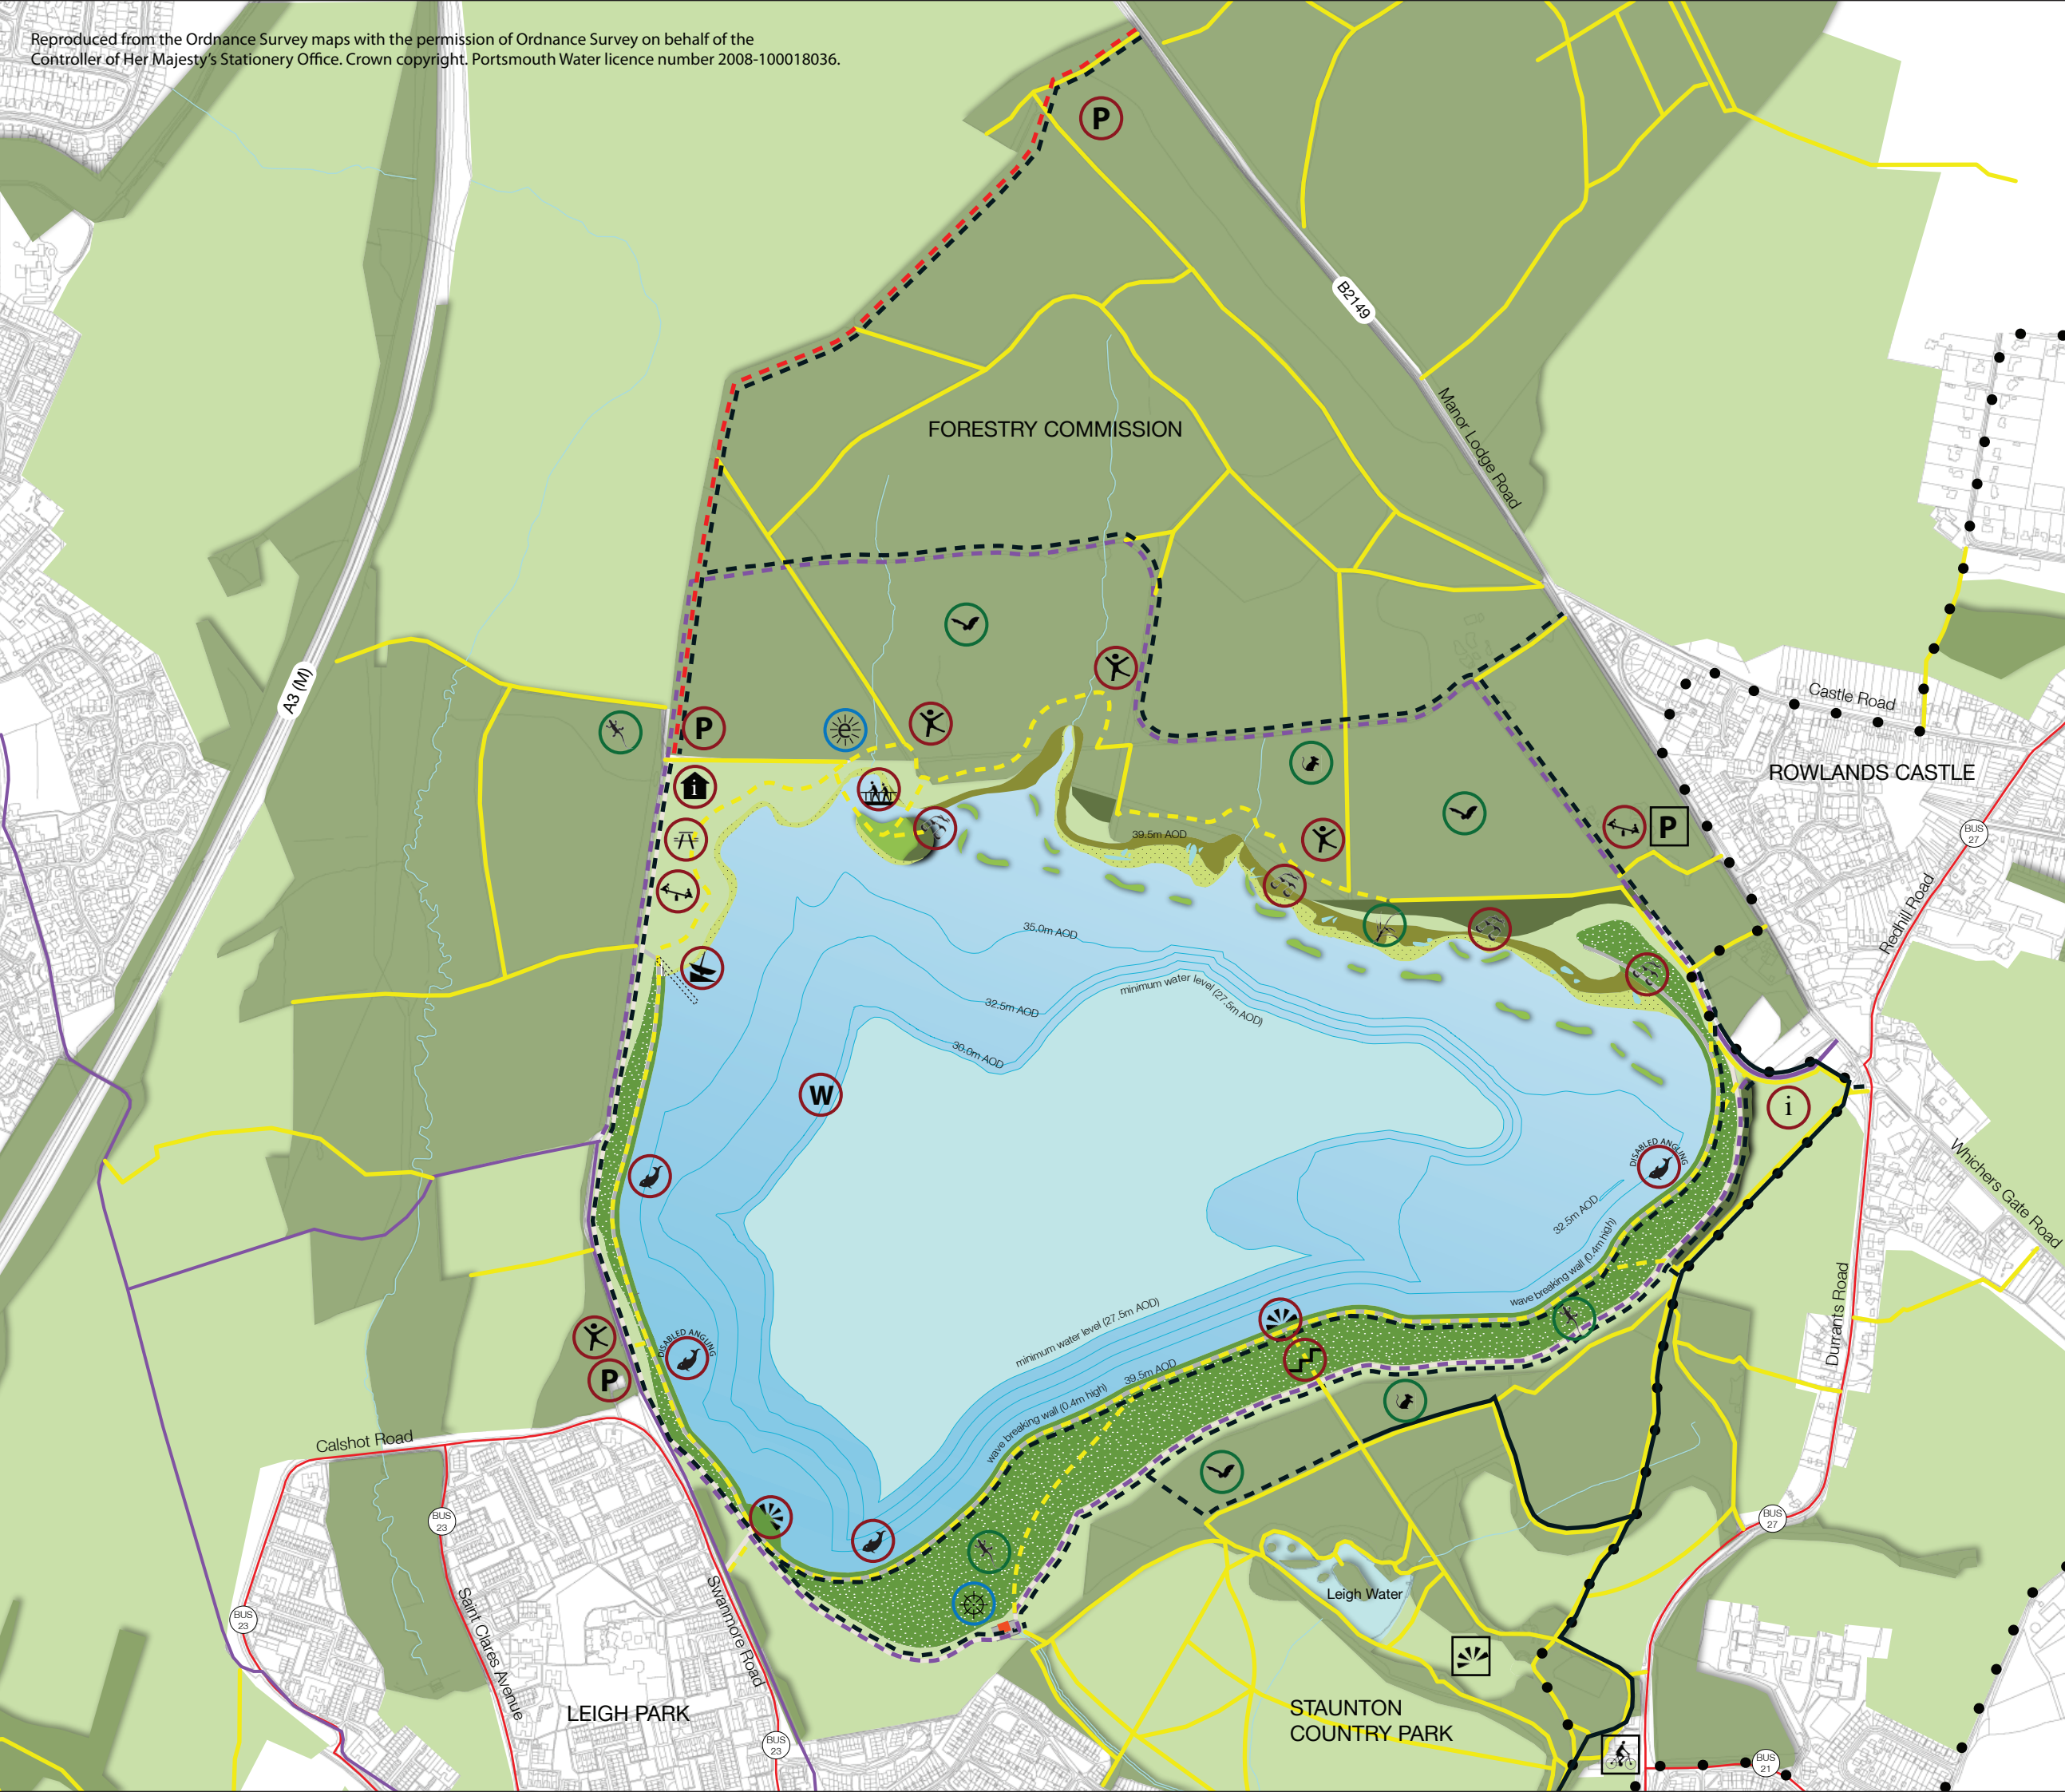 Reproduced from the Ordnance Survey maps with the permission of Ordnance Survey on behalf of the
Controller of Her Majesty's Stationery Office. Crown copyright. Portsmouth Water licence number 2008-100018036.
P
B2149
Manor Lodge Road
FORESTRY COMMISSION
A3 (M)
Castle Road
ROWLANDS CASTLE
P
e
i
P
BUS
27
39.5m AOD
Redhill Road
35.0m AOD
32.5m AOD
minimum water level (27.5m AOD)
30.0m AOD
W
i
DISABLED ANGLING
Whichers Gate Road
32.5m AOD
wave breaking wall (0.4m high)
Durrants Road
minimum water level (27.5m AOD)
DISABLED ANGLING
P
39.5m AOD
wave breaking wall (0.4m high)
Calshot Road
BUS
23
BUS
27
Saint Clares Avenue
Swanmore Road
Leigh Water
BUS
23
LEIGH PARK
STAUNTON
COUNTRY PARK
BUS
23
BUS
21